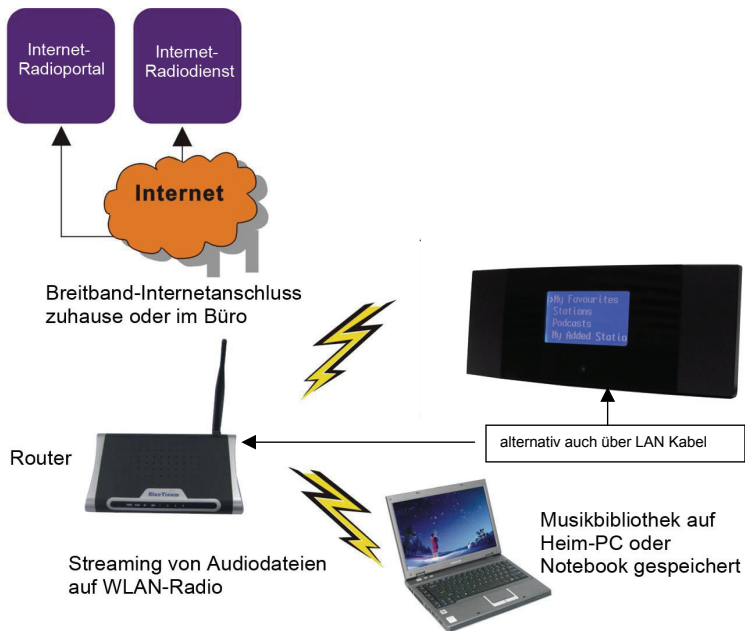 Internet-
Radioportal
Internet-
Radiodienst
Internet
Breitband-Internetanschluss
zuhause oder im Büro
>My Favourites
Stations
Podcasts
My Added Statio
alternativ auch über LAN Kabel
Router
Streaming von Audiodateien
auf WLAN-Radio
Musikbibliothek auf
Heim-PC oder
Notebook gespeichert